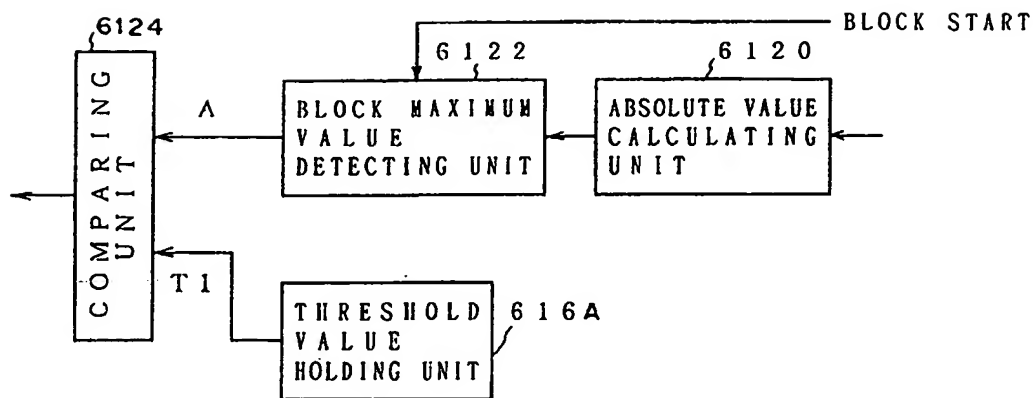 BLOCK START
6124
6122
6120
COMPARING
UNIT
A
BLOCK MAXIMUM
VALUE
DETECTING UNIT
ABSOLUTE VALUE
CALCULATING
UNIT
T1
THRESHOLD
VALUE
HOLDING UNIT
616A